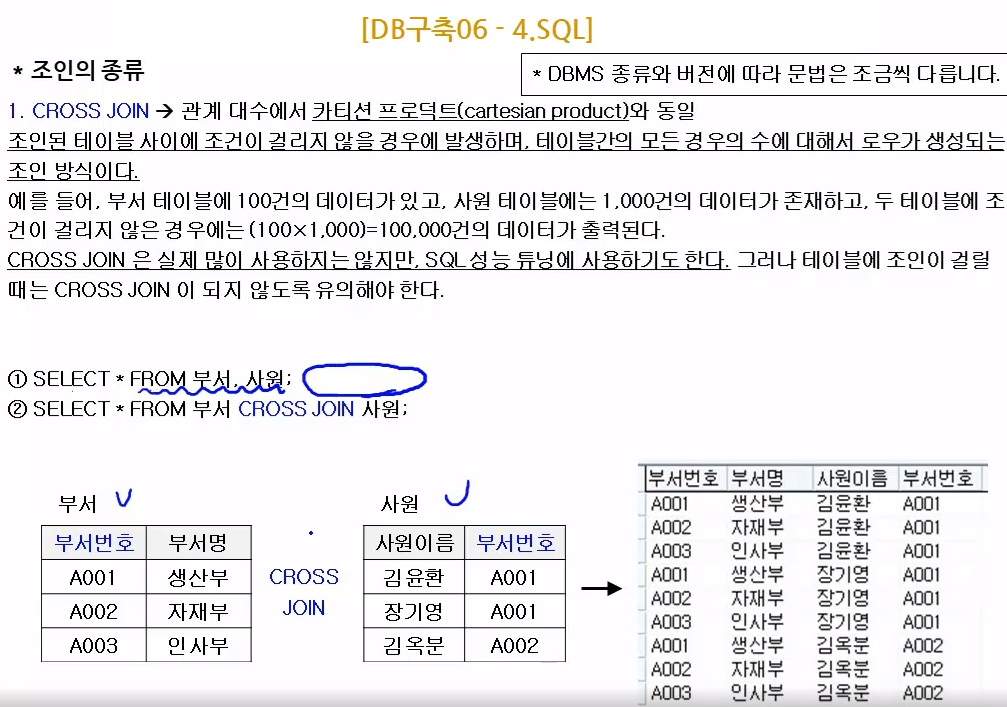 [DB구축06 - 4.SQL]
* 조인의 종류
* DBMS 종류와 버전에 따라 문법은 조금씩 다릅니다.
1. CROSS JOIN → 관계 대수에서 카티션 프로덕트(cartesian product)와 동일
조인된 테이블 사이에 조건이 걸리지 않을 경우에 발생하며, 테이블간의 모든 경우의 수에 대해서 로우가 생성되는
조인 방식이다.
예를 들어, 부서 테이블에 100건의 데이터가 있고, 사원 테이블에는 1,000건의 데이터가 존재하고, 두 테이블에 조
건이 걸리지 않은 경우에는 (100×1,000)=100,000건의 데이터가 출력된다.
CROSS JOIN 은 실제 많이 사용하지는 않지만, SQL 성능 튜닝에 사용하기도 한다. 그러나 테이블에 조인이 걸릴
때는 CROSS JOIN 이 되지 않도록 유의해야 한다.
① SELECT * FROM 부서, 사원;
② SELECT * FROM 부서 CROSS JOIN 사원;
부서
부서번호 부서명
A001 생산부
A002 자재부
A003 인사부
CROSS
JOIN
사원
사원이름 부서번호
김윤환 A001
장기영 A001
김옥분 A002
→
부서번호 부서명 사원이름 부서번호
A001 생산부 김윤환 A001
A002 자재부 김윤환 A001
A003 인사부 김윤환 A001
A001 생산부 장기영 A001
A002 자재부 장기영 A001
A003 인사부 장기영 A001
A001 생산부 김옥분 A002
A002 자재부 김옥분 A002
A003 인사부 김옥분 A002